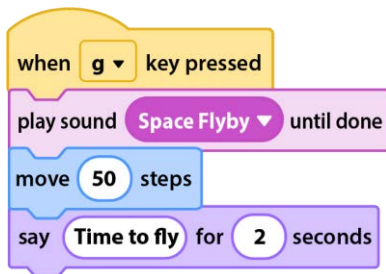 when g key pressed
play sound Space Flyby until done
move 50 steps
say Time to fly for 2 seconds